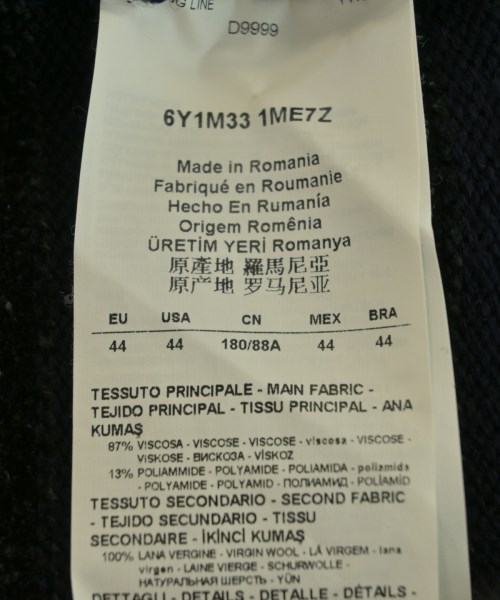 LINE
D9999
6Y1M33 1ME7Z
Made in Romania
Fabriqué en Roumanie
Hecho En Rumanía
Origem Romênia
ÜRETİM YERİ Romanya
原產地 羅馬尼亞
原产地 罗马尼亚
EU USA CN MEX BRA
44 44 180/88A 44 44
TESSUTO PRINCIPALE - MAIN FABRIC -
TEJIDO PRINCIPAL - TISSU PRINCIPAL - ANA
KUMAŞ
87% VISCOSA - VISCOSE - VISCOSE - viscosa - VISCOSE -
VISKOSE - ВИСКОЗА - VİSKOZ
13% POLIAMMIDE - POLYAMIDE - POLIAMIDA - poliamida
- POLYAMIDE - POLYAMID - ПОЛИАМИД - POLİAMİD
TESSUTO SECONDARIO - SECOND FABRIC
- TEJIDO SECUNDARIO - TISSU
SECONDAIRE - İKİNCİ KUMAŞ
100% LANA VERGINE - VIRGIN WOOL - LÃ VIRGEM - lana
virgen - LAINE VIERGE - SCHURWOLLE -
НАТУРАЛЬНАЯ ШЕРСТЬ - YÜN
DETTAGLI - DETAILS - DETALLE - DÉTAILS -